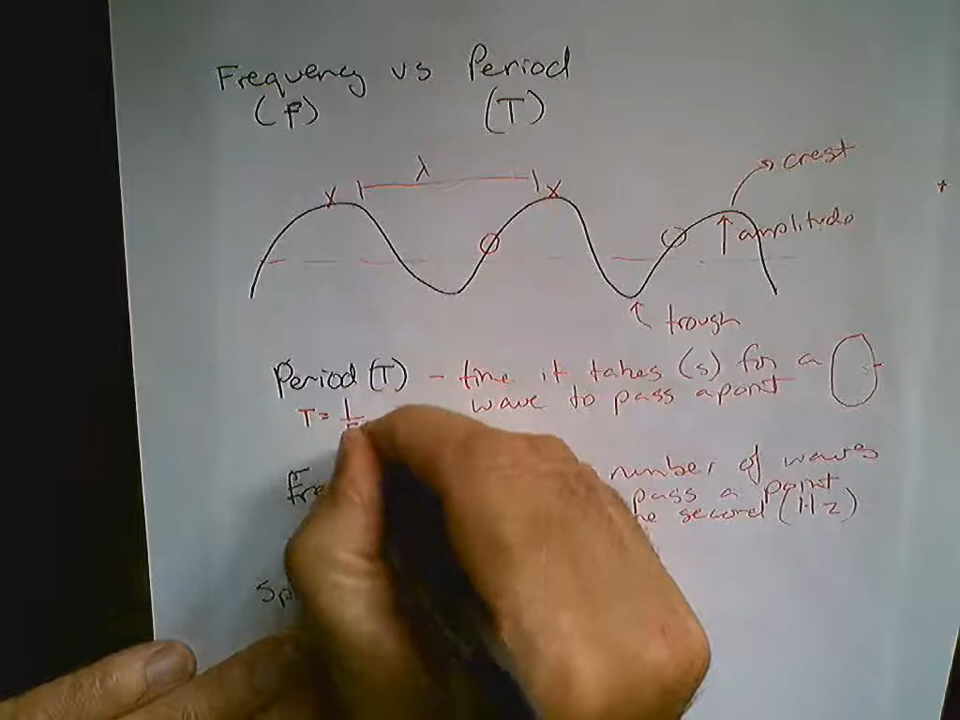 Frequency vs Period
(f) (T)
λ
x x
crest
amplitude
trough
Period (T) - time it takes (s) for a
wave to pass a point
T = 1
number of waves
pass a point
second (Hz)